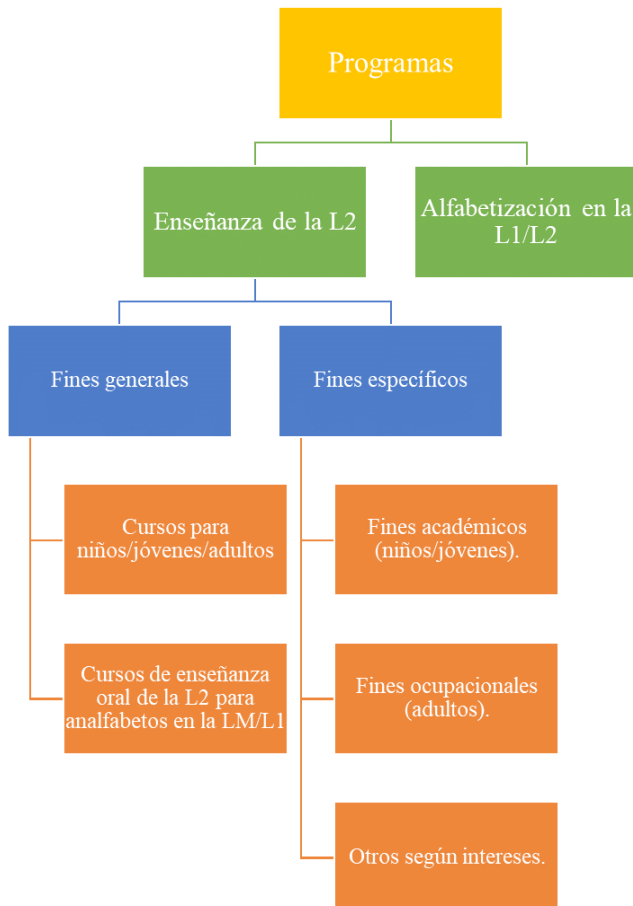 Programas
Enseñanza de la L2
Alfabetización en la
L1/L2
Fines generales
Fines específicos
Cursos para
niños/jóvenes/adultos
Fines académicos
(niños/jóvenes).
Cursos de enseñanza
oral de la L2 para
analfabetos en la LM/L1
Fines ocupacionales
(adultos).
Otros según intereses.